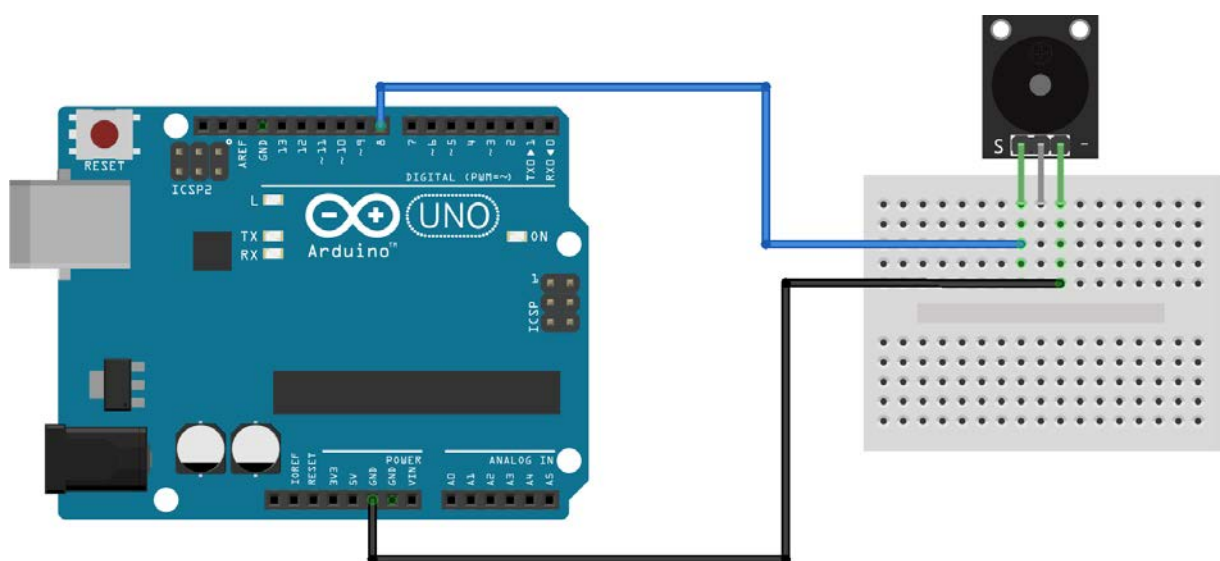 S -
RESET
AREF
GND
13
12
~11
~10
~9
8
7
~6
~5
4
~3
2
TX0▶1
RX0◀0
ICSP2
DIGITAL (PWM=~)
L
TX
RX
UNO
Arduino™
ON
1
ICSP
POWER
ANALOG IN
IOREF
RESET
3V3
5V
GND
GND
VIN
A0
A1
A2
A3
A4
A5